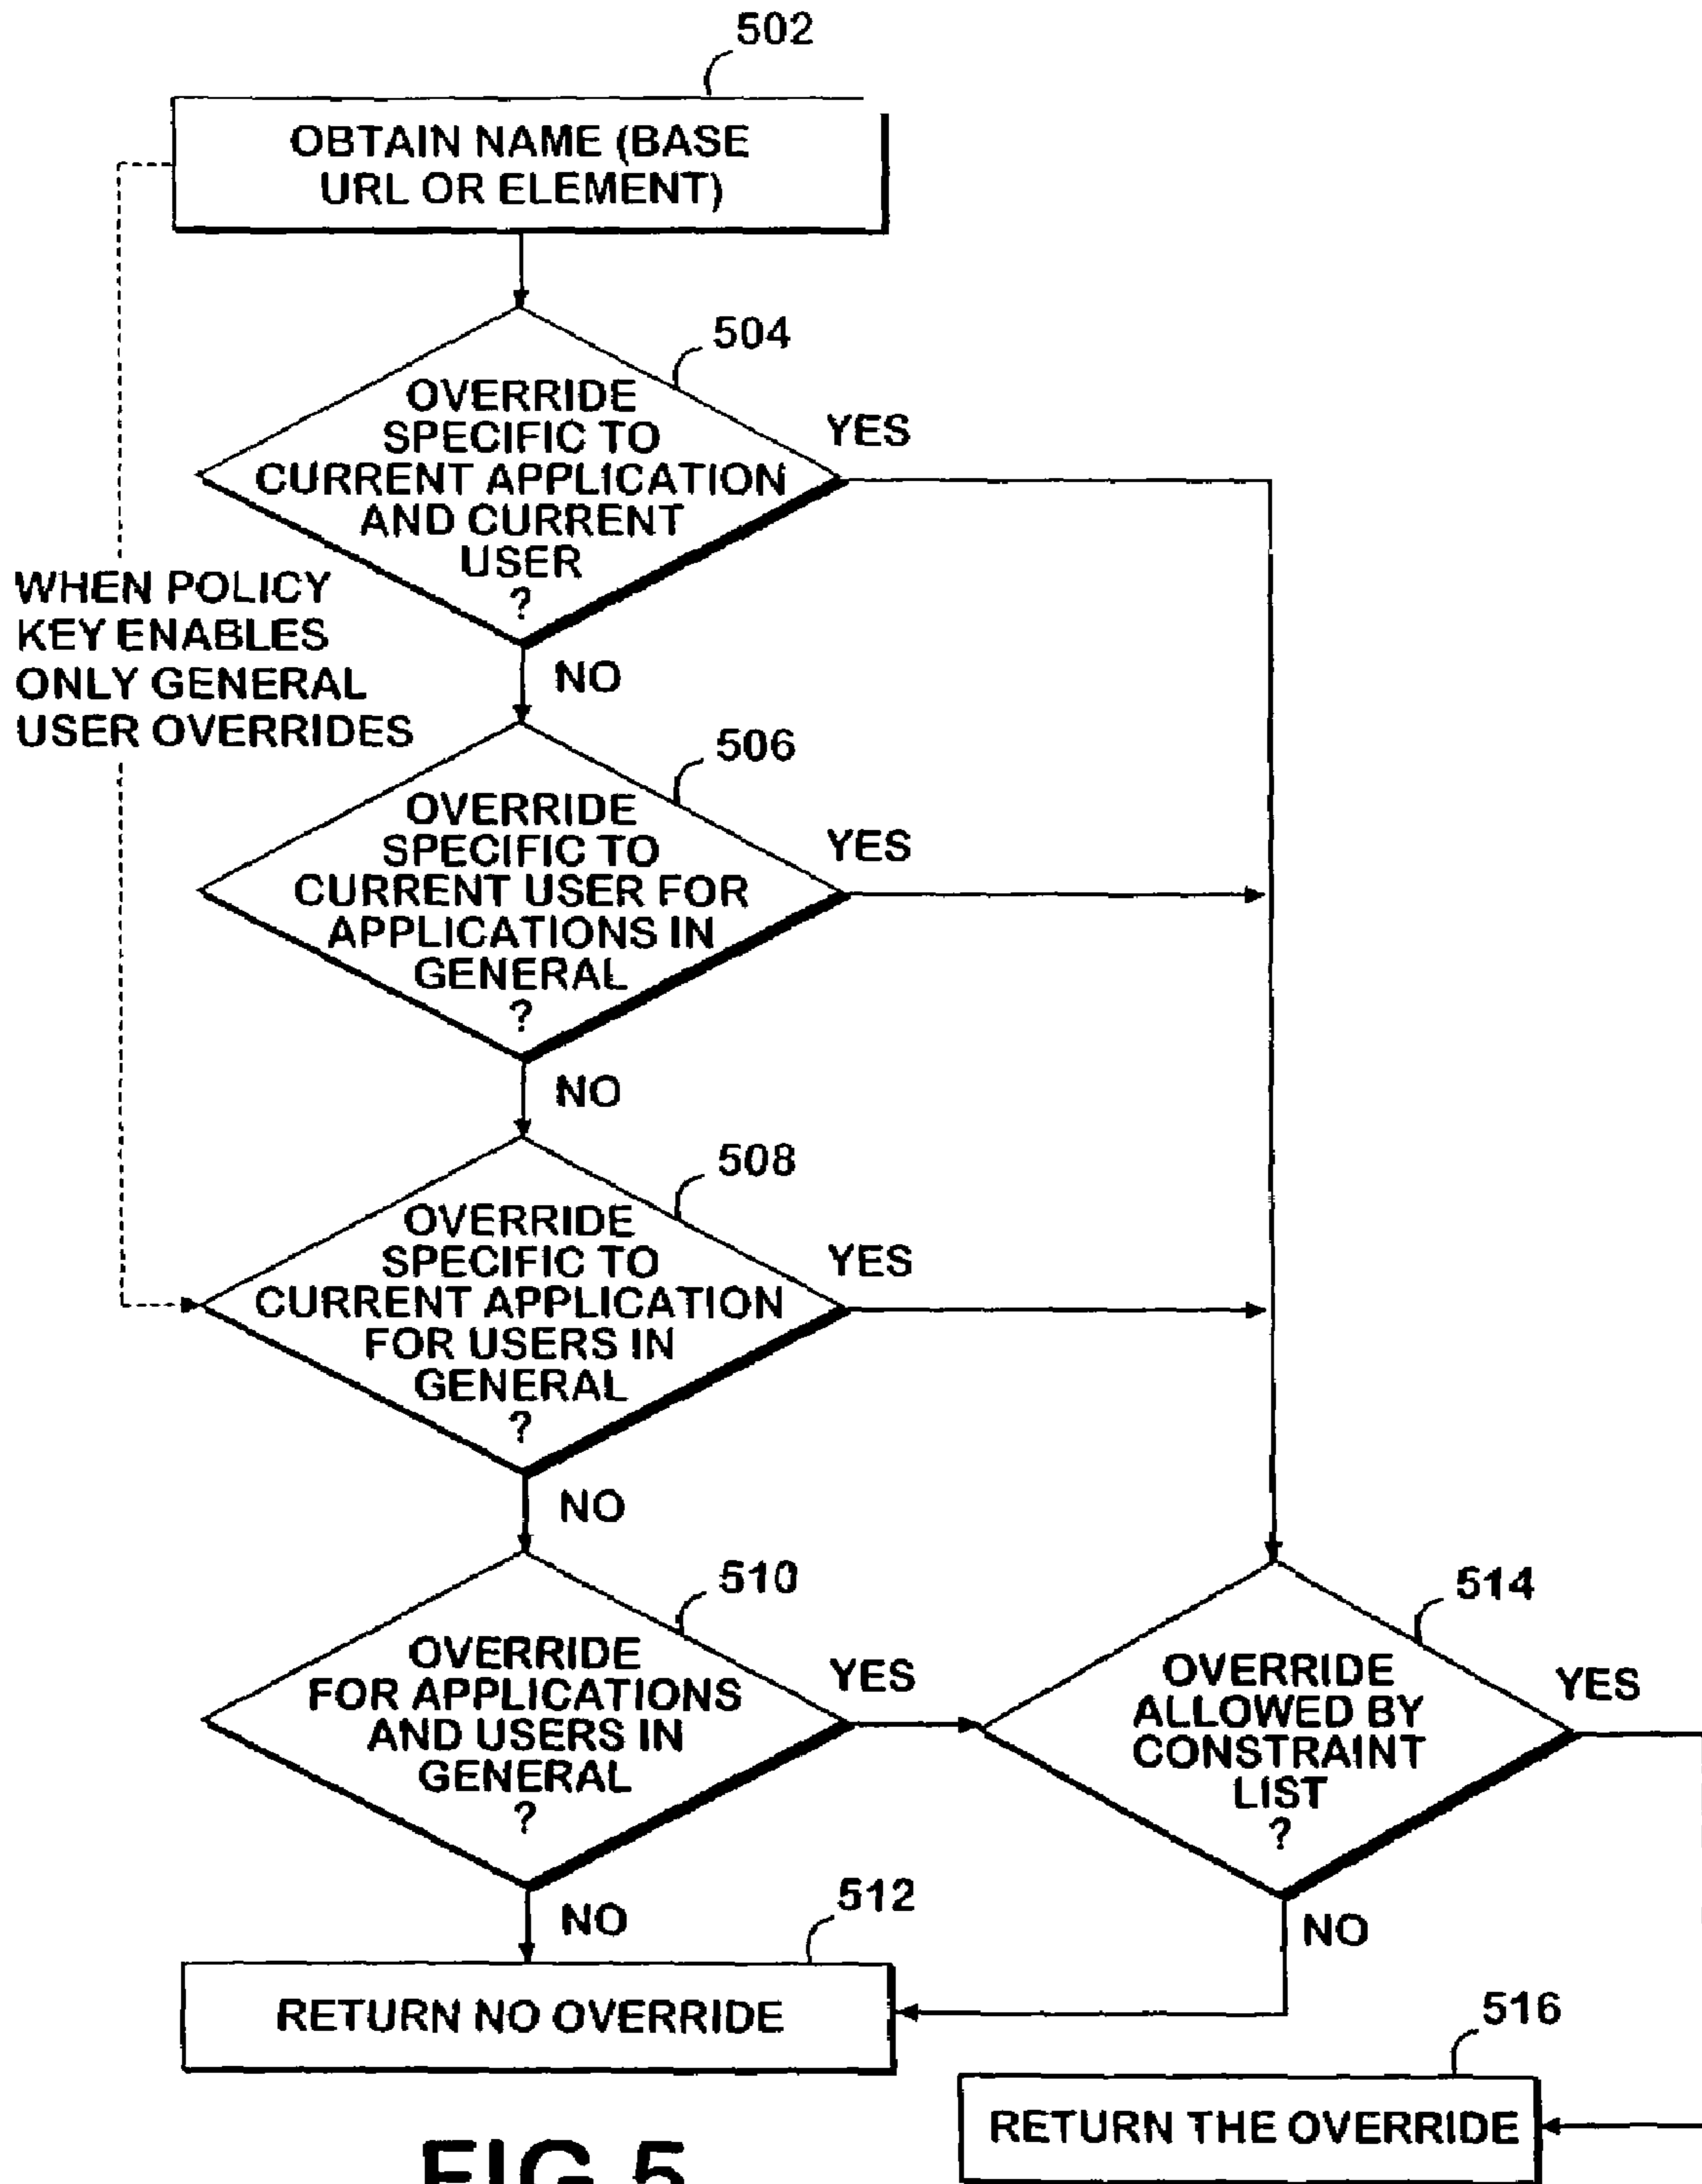 502
OBTAIN NAME (BASE
URL OR ELEMENT)
504
OVERRIDE
SPECIFIC TO
CURRENT APPLICATION
AND CURRENT
USER
?
YES
NO
WHEN POLICY
KEY ENABLES
ONLY GENERAL
USER OVERRIDES
506
OVERRIDE
SPECIFIC TO
CURRENT USER FOR
APPLICATIONS IN
GENERAL
?
YES
NO
508
OVERRIDE
SPECIFIC TO
CURRENT APPLICATION
FOR USERS IN
GENERAL
?
YES
NO
510
OVERRIDE
FOR APPLICATIONS
AND USERS IN
GENERAL
?
YES
NO
514
OVERRIDE
ALLOWED BY
CONSTRAINT
LIST
?
YES
NO
512
RETURN NO OVERRIDE
516
RETURN THE OVERRIDE
FIG 5